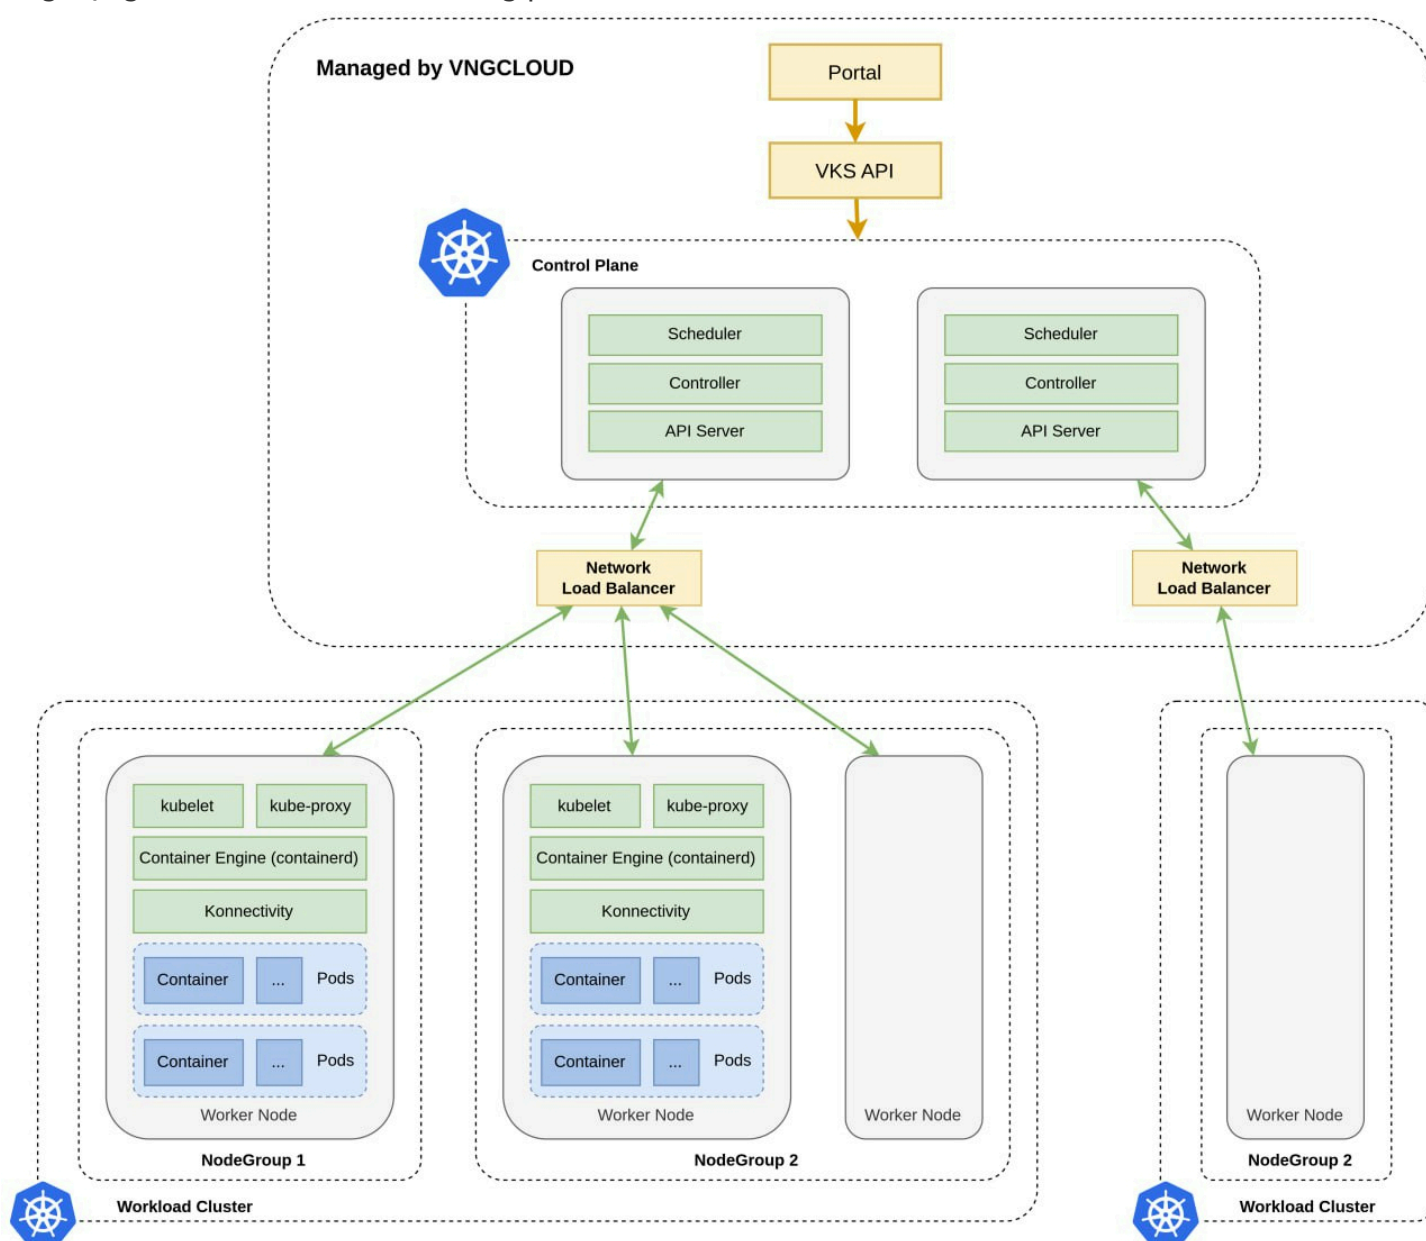 Managed by VNGCLOUD
Portal
VKS API
Control Plane
Scheduler
Controller
API Server
Scheduler
Controller
API Server
Network
Load Balancer
Network
Load Balancer
kubelet
kube-proxy
Container Engine (containerd)
Konnectivity
Container
...
Pods
Container
...
Pods
Worker Node
NodeGroup 1
kubelet
kube-proxy
Container Engine (containerd)
Konnectivity
Container
...
Pods
Container
...
Pods
Worker Node
Worker Node
NodeGroup 2
Workload Cluster
Worker Node
NodeGroup 2
Workload Cluster